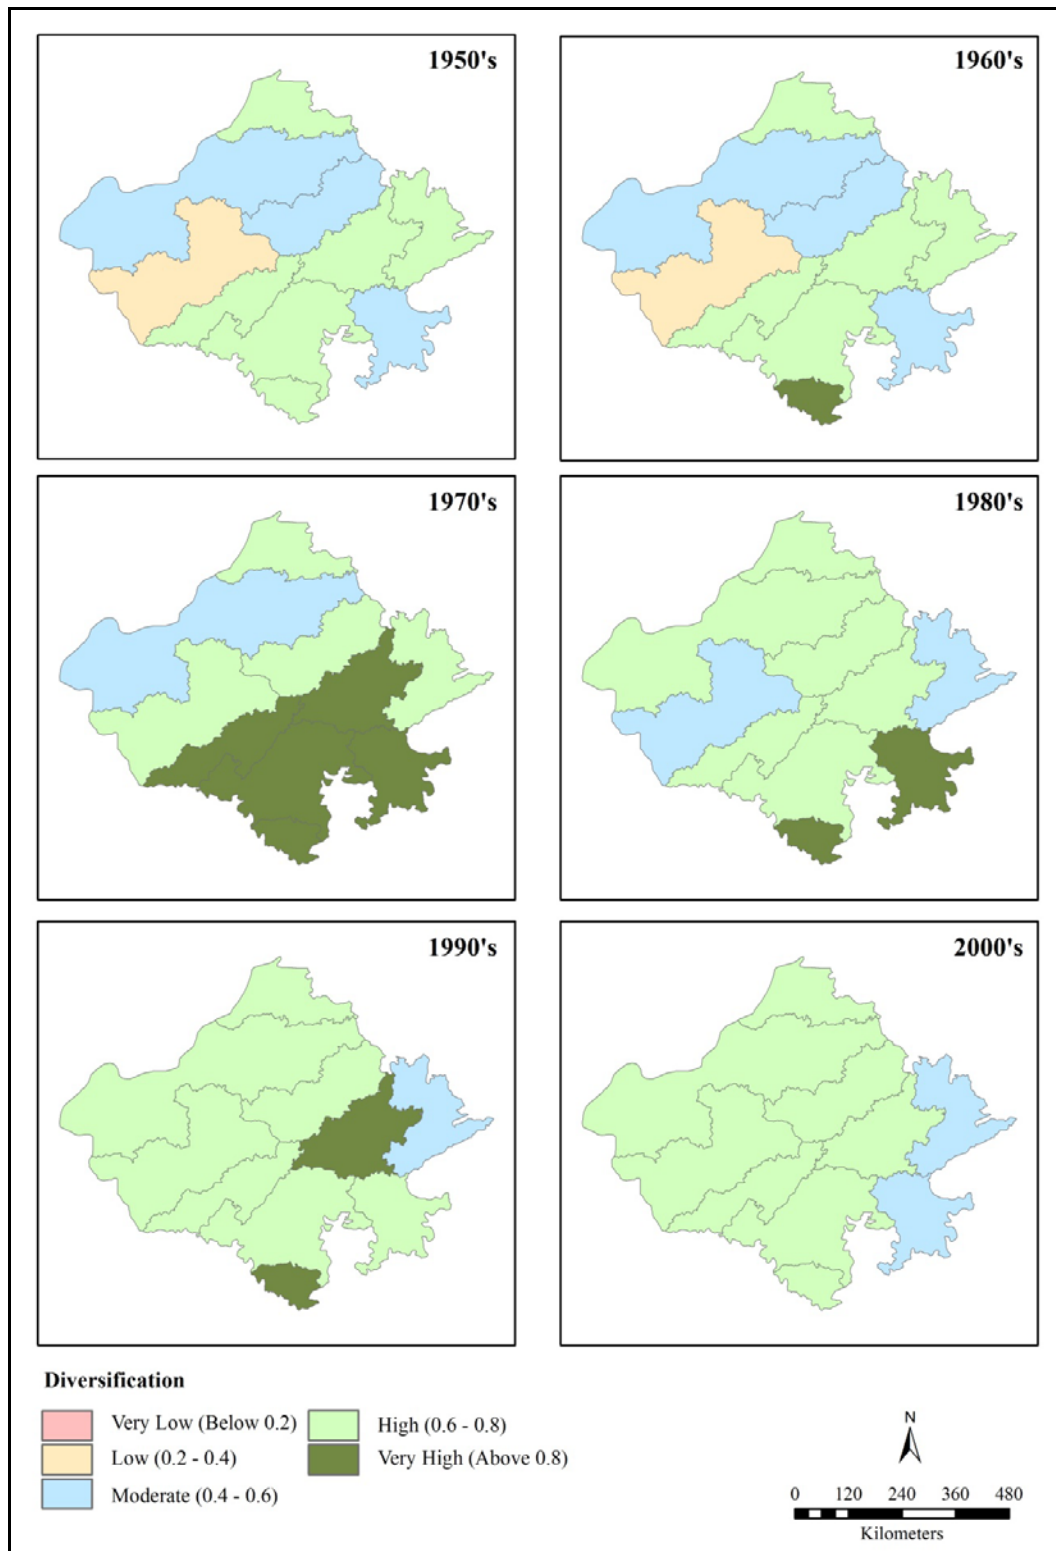 1950's
1960's
1970's
1980's
1990's
2000's
Diversification
Very Low (Below 0.2)
Low (0.2 - 0.4)
Moderate (0.4 - 0.6)
High (0.6 - 0.8)
Very High (Above 0.8)
N
0 120 240 360 480
Kilometers